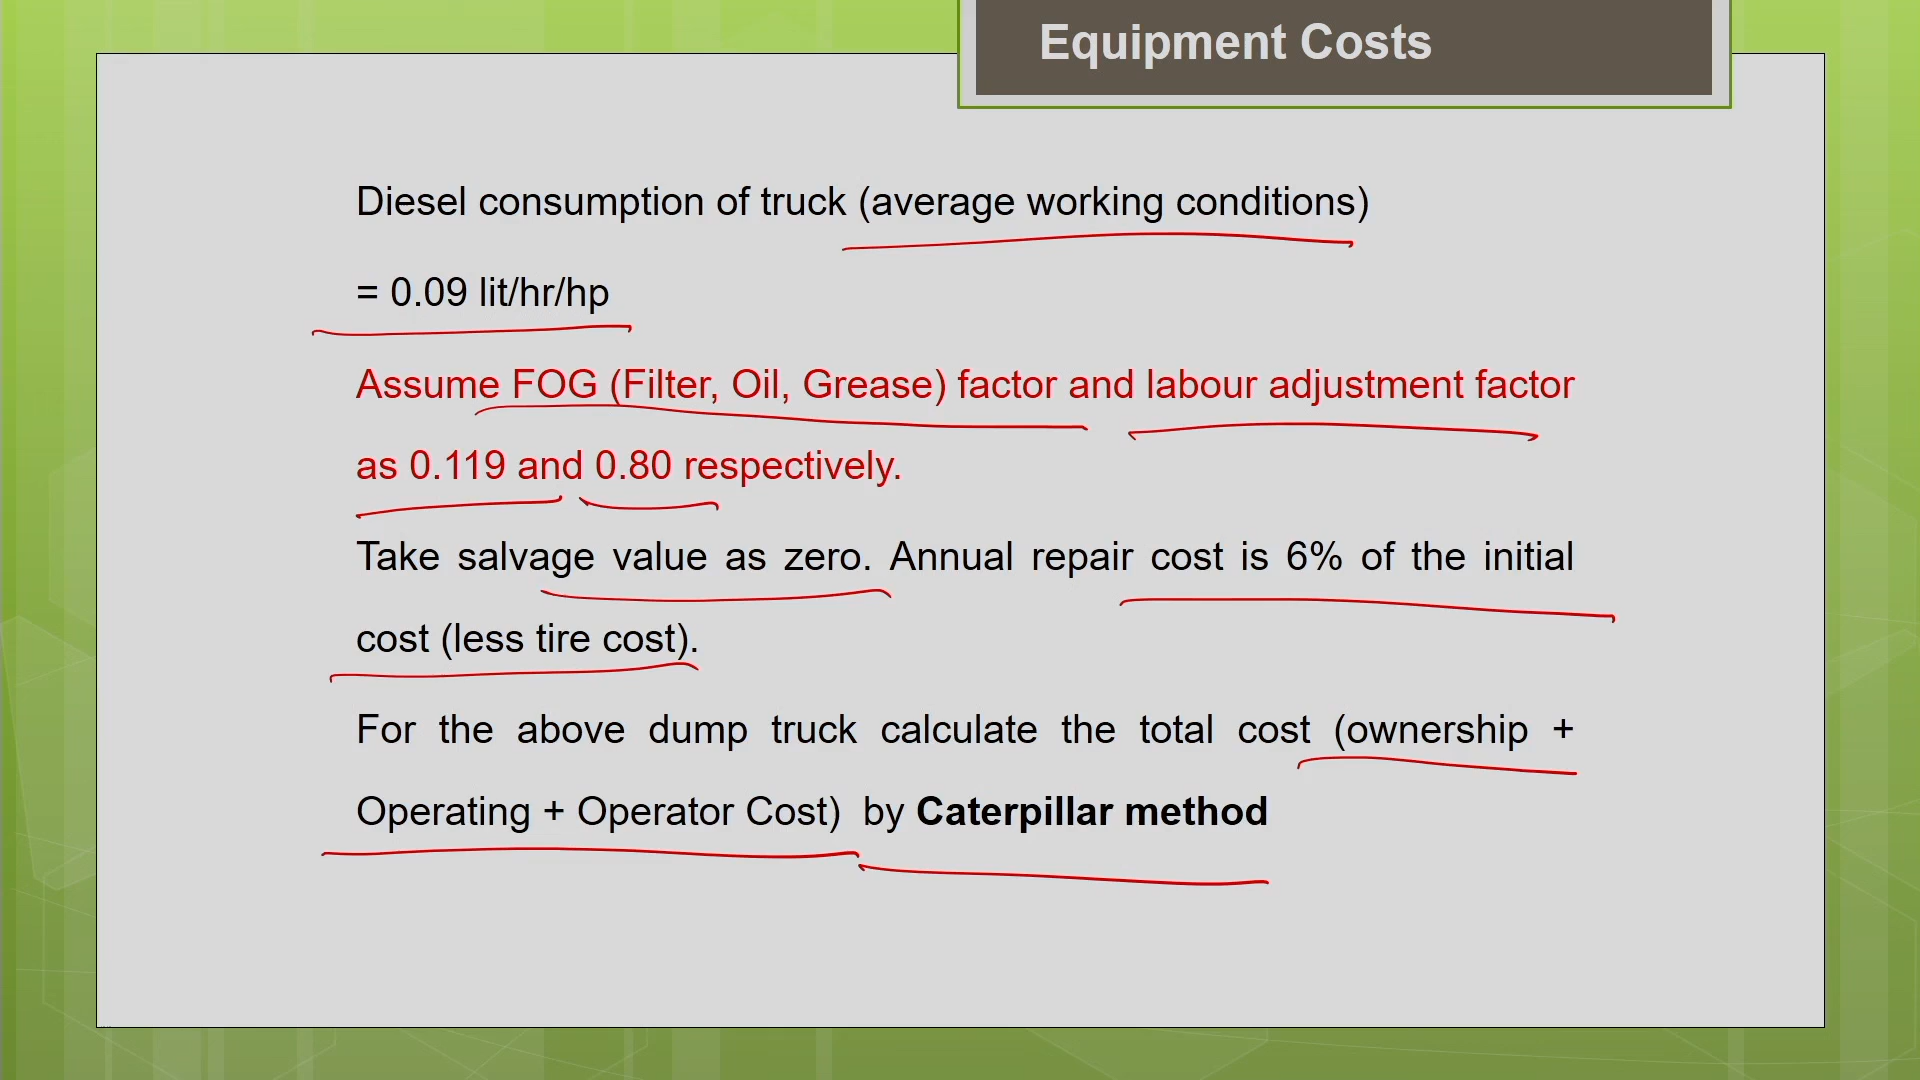 Equipment Costs
Diesel consumption of truck (average working conditions)
= 0.09 lit/hr/hp
Assume FOG (Filter, Oil, Grease) factor and labour adjustment factor
as 0.119 and 0.80 respectively.
Take salvage value as zero. Annual repair cost is 6% of the initial
cost (less tire cost).
For the above dump truck calculate the total cost (ownership +
Operating + Operator Cost) by Caterpillar method